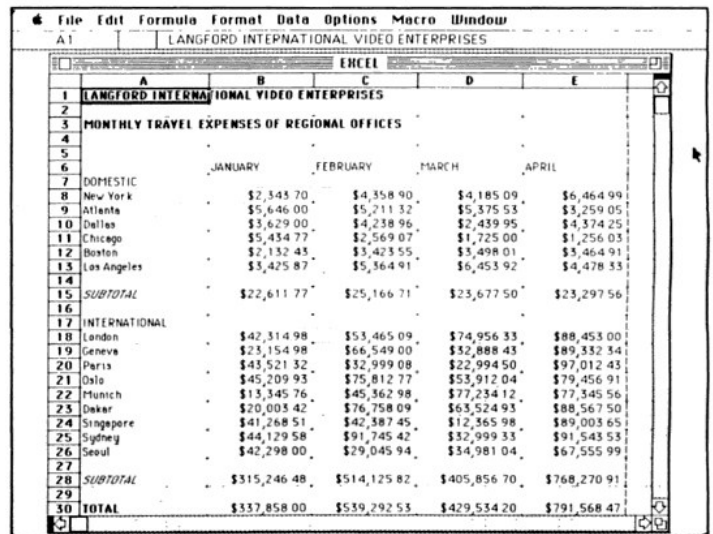 File Edit Formula Format Data Options Macro Window
A1 LANGFORD INTERNATIONAL VIDEO ENTERPRISES
EXCEL
A B C D E
1 LANGFORD INTERNATIONAL VIDEO ENTERPRISES
2
3 MONTHLY TRAVEL EXPENSES OF REGIONAL OFFICES
4
5
6 JANUARY FEBRUARY MARCH APRIL
7 DOMESTIC
8 New York $2,343.70 $4,358.90 $4,185.09 $6,464.99
9 Atlanta $5,646.00 $5,211.32 $5,375.53 $3,259.05
10 Dallas $3,629.00 $4,238.96 $2,439.95 $4,374.25
11 Chicago $5,434.77 $2,569.07 $1,725.00 $1,256.03
12 Boston $2,132.43 $3,423.55 $3,498.01 $3,464.91
13 Los Angeles $3,425.87 $5,364.91 $6,453.92 $4,478.33
14
15 SUBTOTAL $22,611.77 $25,166.71 $23,677.50 $23,297.56
16
17 INTERNATIONAL
18 London $42,314.98 $53,465.09 $74,956.33 $88,453.00
19 Geneva $23,154.98 $66,549.00 $32,888.43 $89,332.34
20 Paris $43,521.32 $32,999.08 $22,994.50 $97,012.43
21 Oslo $45,209.93 $75,812.77 $53,912.04 $79,456.91
22 Munich $13,345.76 $45,362.98 $77,234.12 $77,345.56
23 Dakar $20,003.42 $76,758.09 $63,524.93 $88,567.50
24 Singapore $41,268.51 $42,387.45 $12,365.98 $89,003.65
25 Sydney $44,129.58 $91,745.42 $32,999.33 $91,543.53
26 Seoul $42,298.00 $29,045.94 $34,981.04 $67,555.99
27
28 SUBTOTAL $315,246.48 $514,125.82 $405,856.70 $768,270.91
29
30 TOTAL $337,858.00 $539,292.53 $429,534.20 $791,568.47